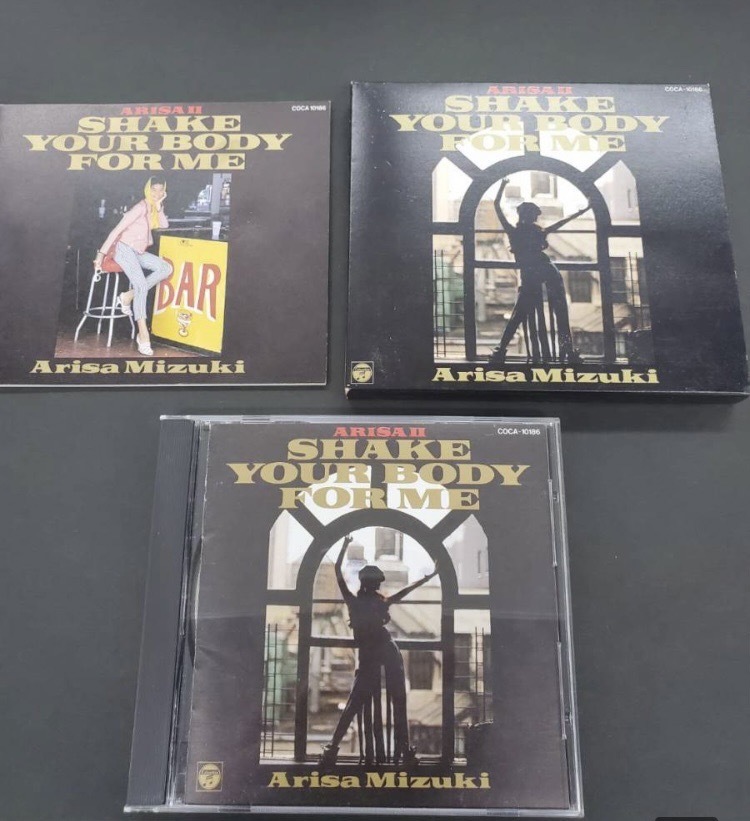 ARISA II
COCA 10186
SHAKE
YOUR BODY
FOR ME
BAR
Arisa Mizuki
ARISA II
COCA-10186
SHAKE
YOUR BODY
FOR ME
Arisa Mizuki
ARISA II
COCA-10186
SHAKE
YOUR BODY
FOR ME
Arisa Mizuki